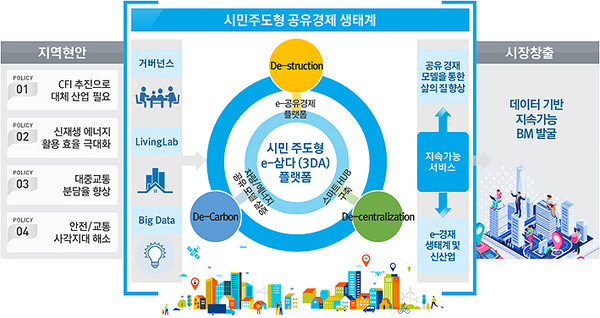 시민주도형 공유경제 생태계
지역현안
POLICY
01
CFI 추진으로
대체 산업 필요
POLICY
02
신재생 에너지
활용 효율 극대화
POLICY
03
대중교통
분담율 향상
POLICY
04
안전/교통
사각지대 해소
거버넌스
LivingLab
Big Data
De-struction
e-공유경제
플랫폼
시민 주도형
e-삼다 (3DA)
플랫폼
차량/에너지
공유 모델 실증
스마트 HUB
구축
De-Carbon
De-centralization
공유 경재
모델을 통한
삶의 질 향상
지속가능
서비스
e-경재
생태계 및
신산업
시장창출
데이터 기반
지속가능
BM 발굴